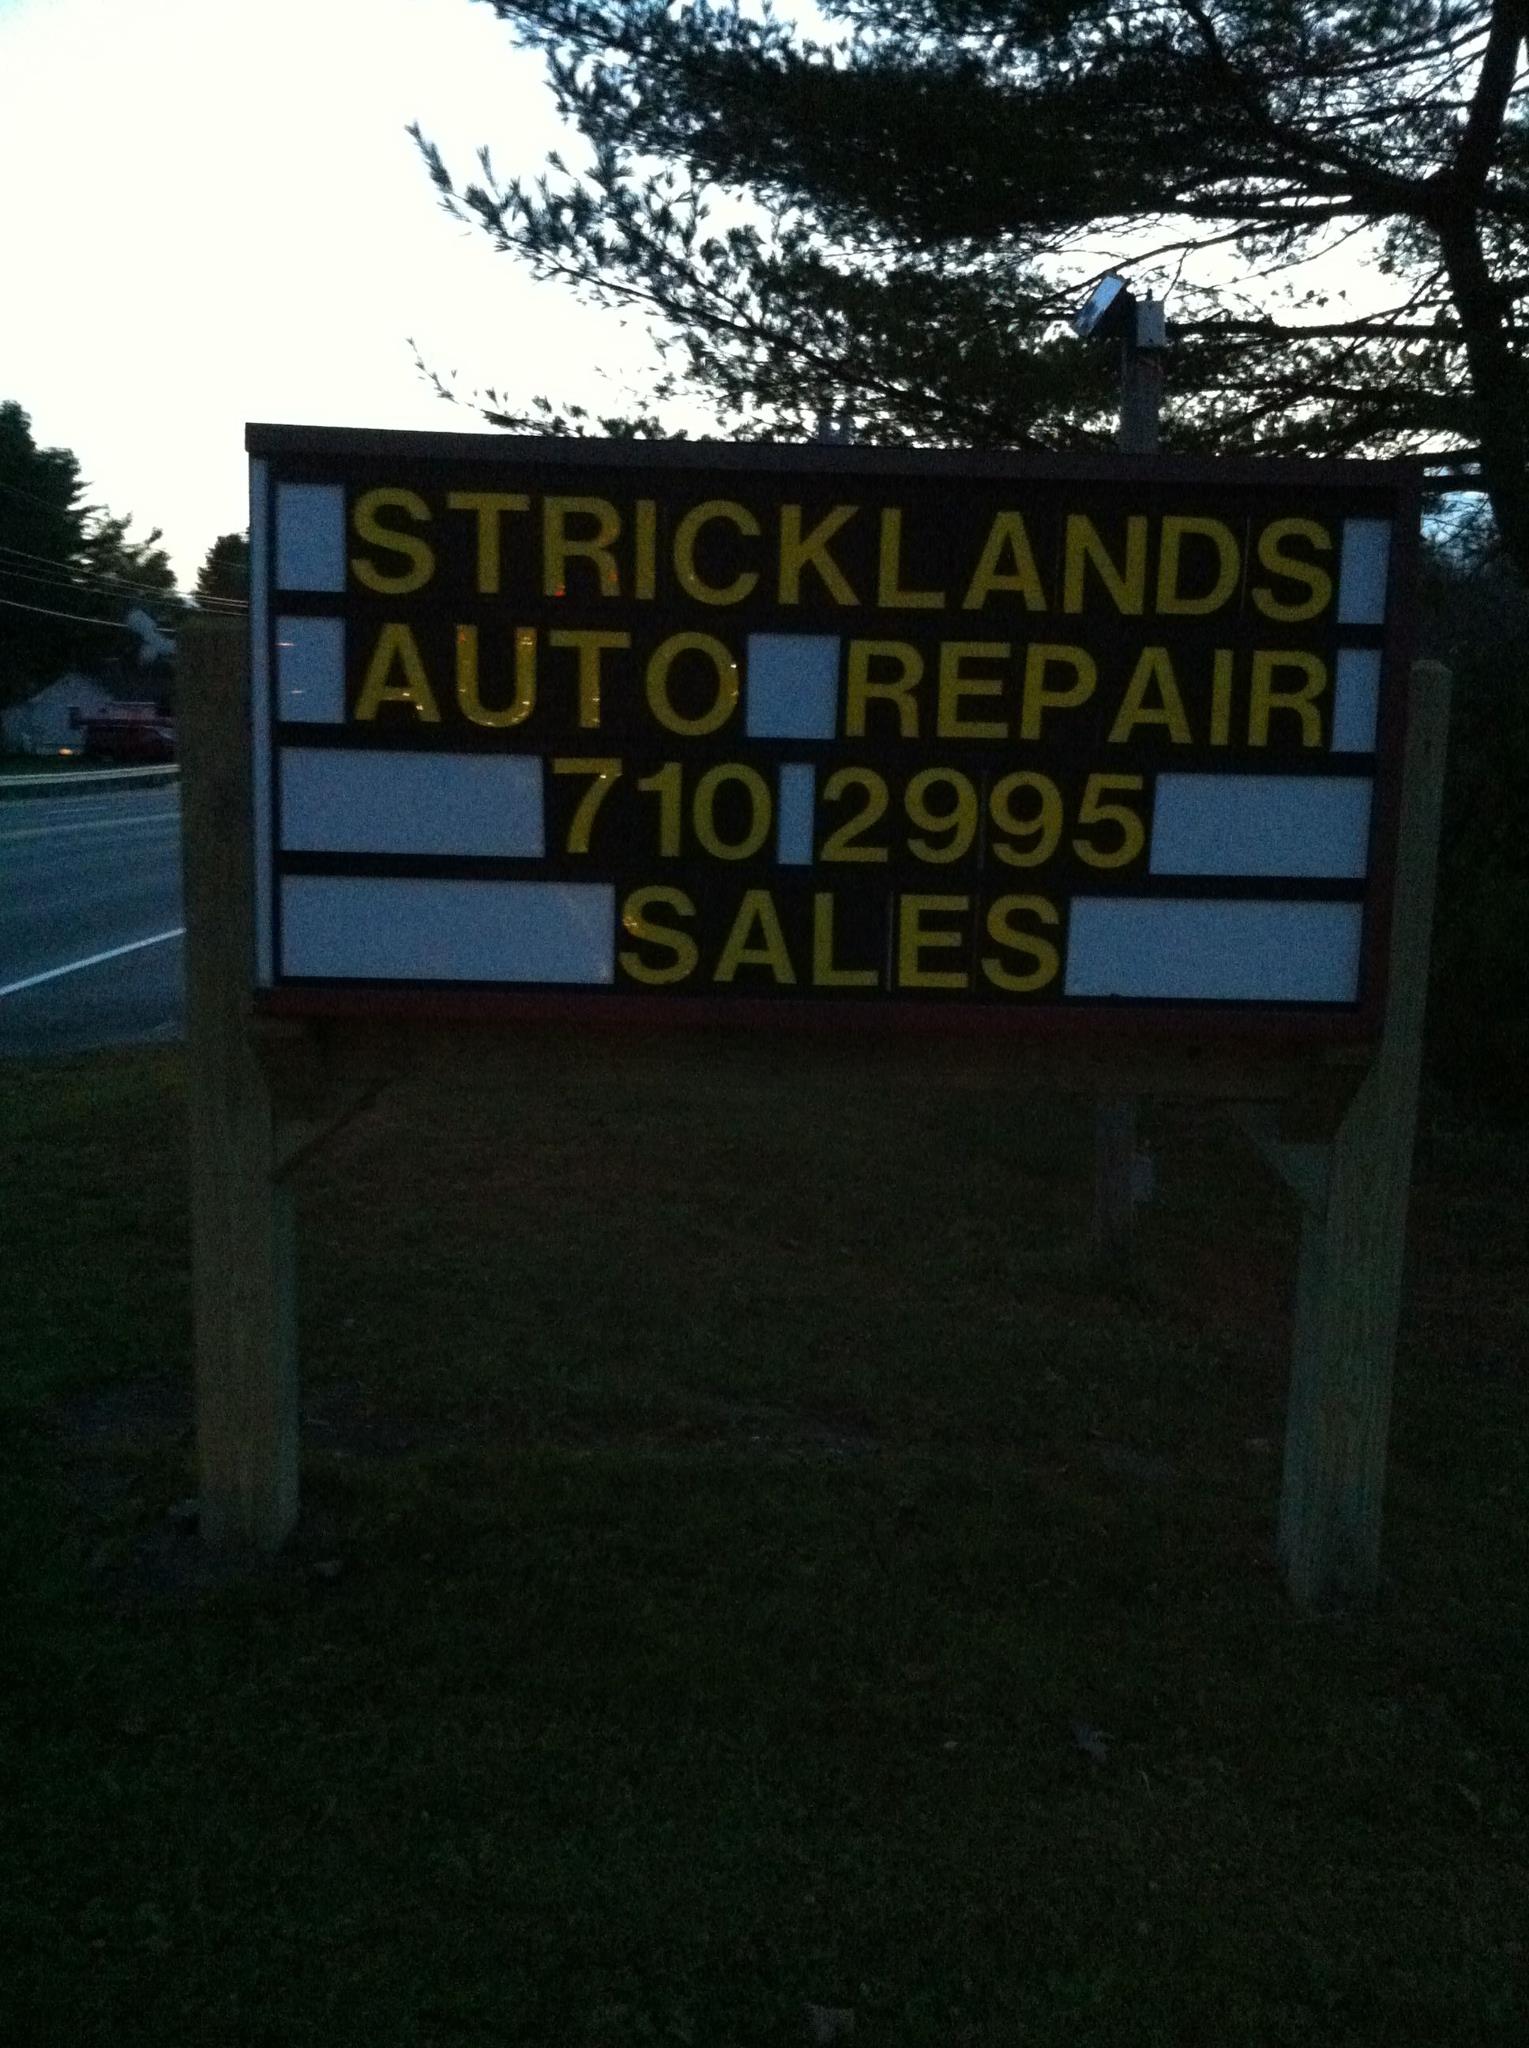 STRICKLANDS
AUTO REPAIR
710 2995
SALES